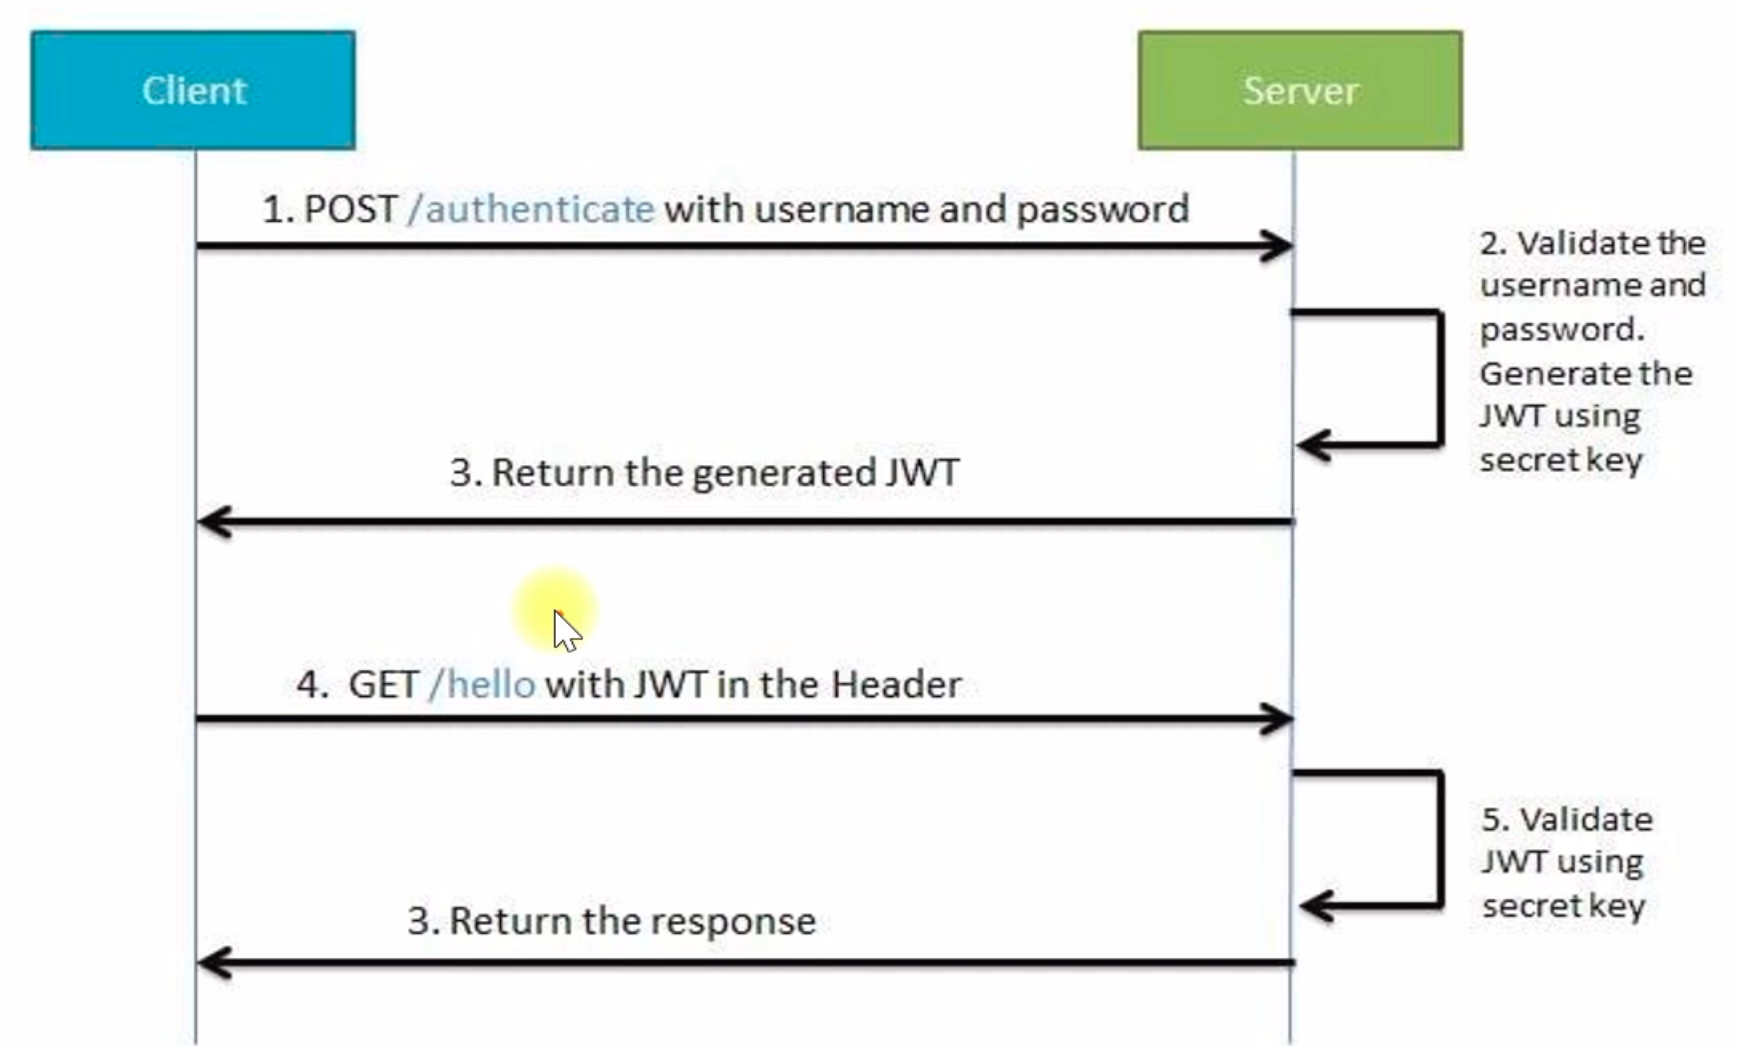 Client
Server
1. POST /authenticate with username and password
2. Validate the
username and
password.
Generate the
JWT using
secret key
3. Return the generated JWT
4. GET /hello with JWT in the Header
5. Validate
JWT using
secret key
3. Return the response